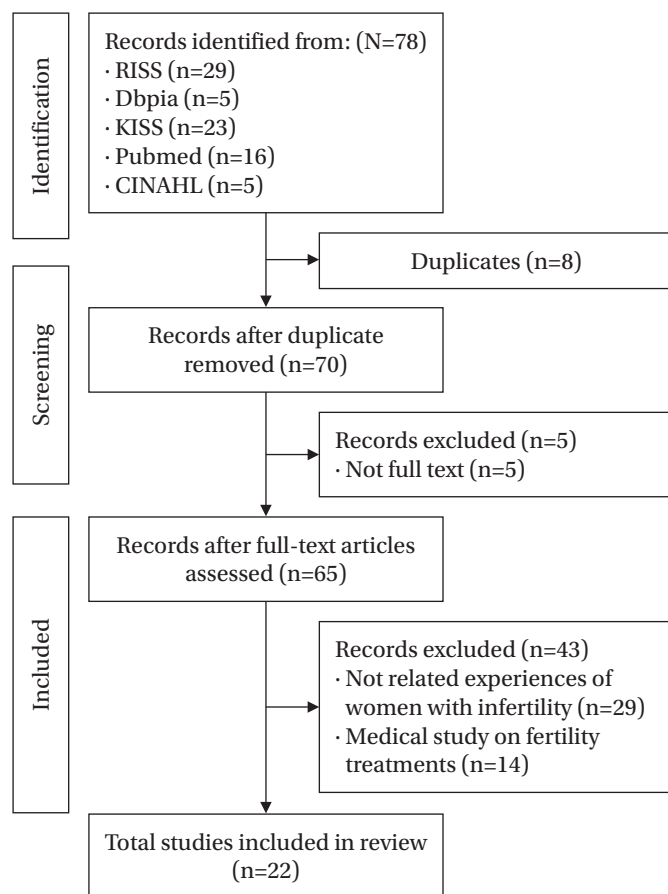 Identification
Records identified from: (N=78)
· RISS (n=29)
· Dbpia (n=5)
· KISS (n=23)
· Pubmed (n=16)
· CINAHL (n=5)
Duplicates (n=8)
Screening
Records after duplicate
removed (n=70)
Records excluded (n=5)
· Not full text (n=5)
Included
Records after full-text articles
assessed (n=65)
Records excluded (n=43)
· Not related experiences of
women with infertility (n=29)
· Medical study on fertility
treatments (n=14)
Total studies included in review
(n=22)